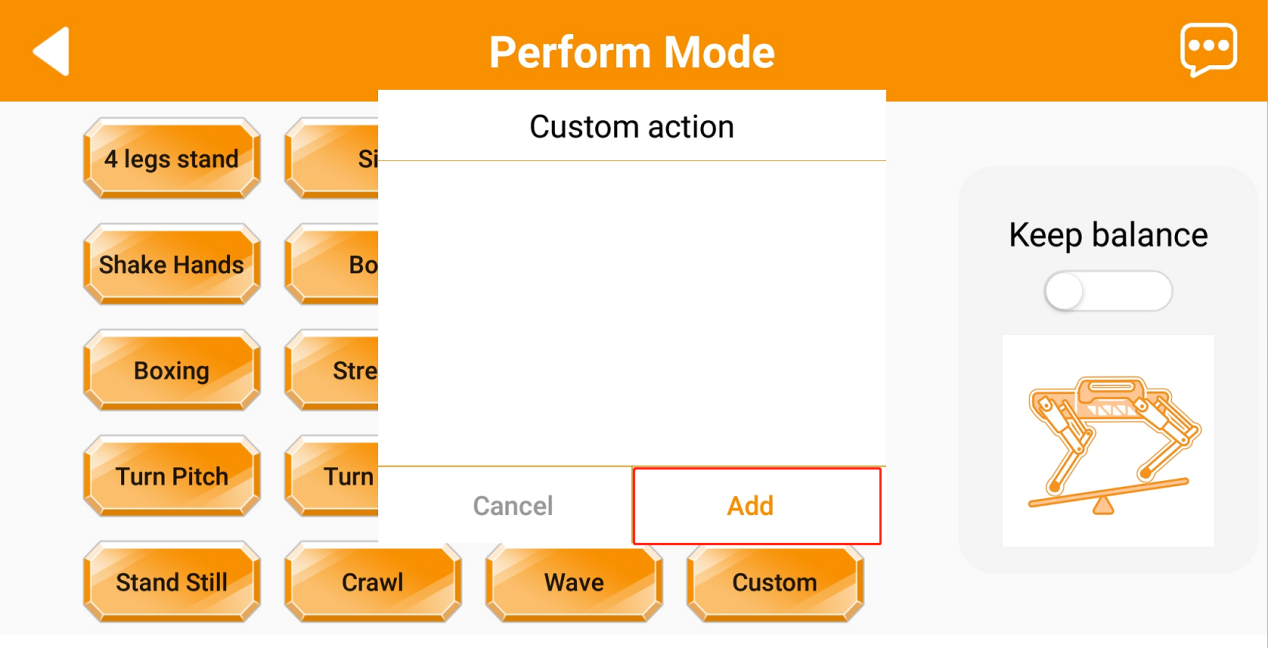 Perform Mode
Custom action
4 legs stand
Si
Shake Hands
Bo
Boxing
Stre
Turn Pitch
Turn
Cancel
Add
Stand Still
Crawl
Wave
Custom
Keep balance